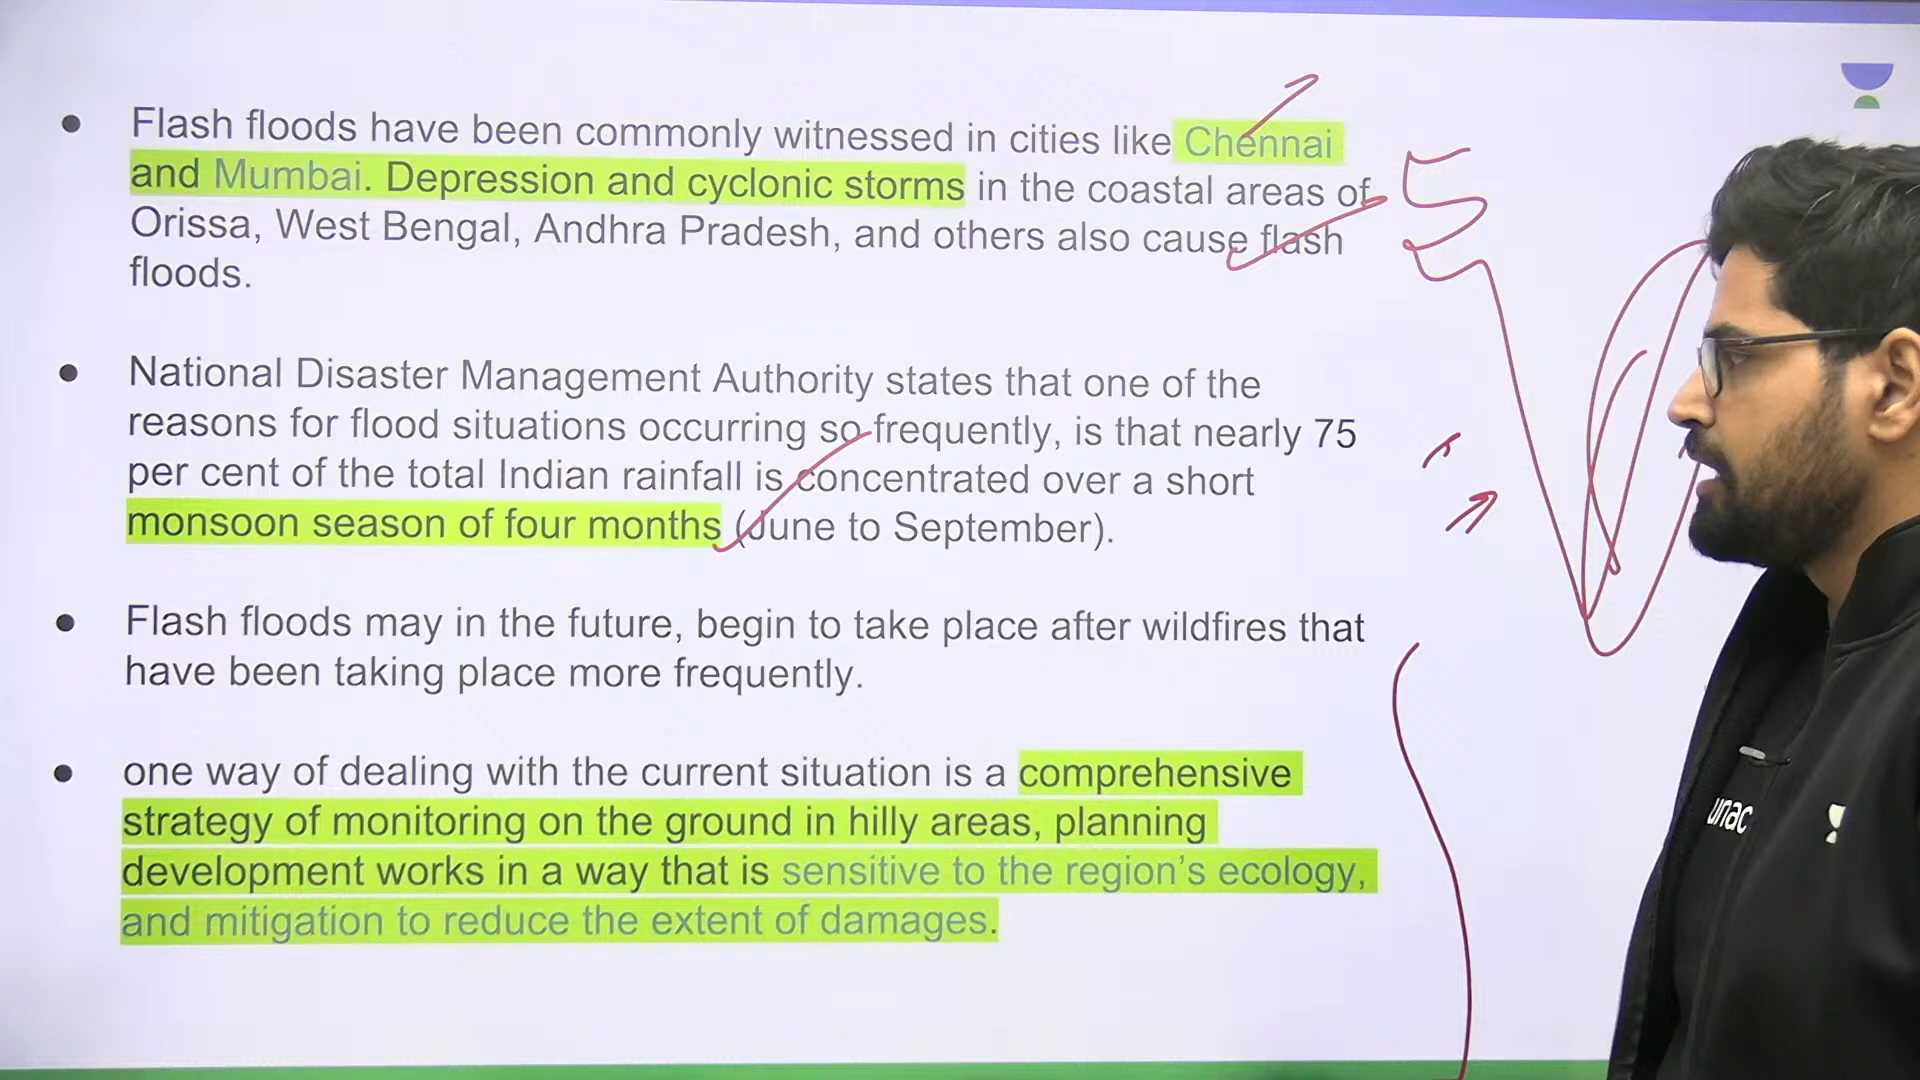 Flash floods have been commonly witnessed in cities like Chennai
and Mumbai. Depression and cyclonic storms in the coastal areas of
Orissa, West Bengal, Andhra Pradesh, and others also cause flash
floods.
National Disaster Management Authority states that one of the
reasons for flood situations occurring so frequently, is that nearly 75
per cent of the total Indian rainfall is concentrated over a short
monsoon season of four months (June to September).
Flash floods may in the future, begin to take place after wildfires that
have been taking place more frequently.
one way of dealing with the current situation is a comprehensive
strategy of monitoring on the ground in hilly areas, planning
development works in a way that is sensitive to the region's ecology,
and mitigation to reduce the extent of damages.
unac